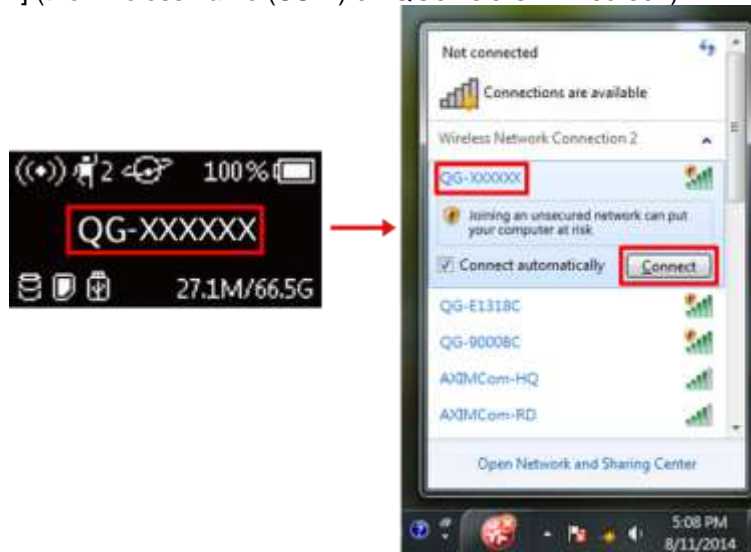 2 100%
QG-XXXXXX
27.1M/66.5G
Not connected
Connections are available
Wireless Network Connection 2
QG-XXXXXX
Joining an unsecured network can put
your computer at risk
Connect automatically Connect
QG-E1318C
QG-90008C
AXIMCom-HQ
AXIMCom-RD
Open Network and Sharing Center
5:08 PM
8/11/2014